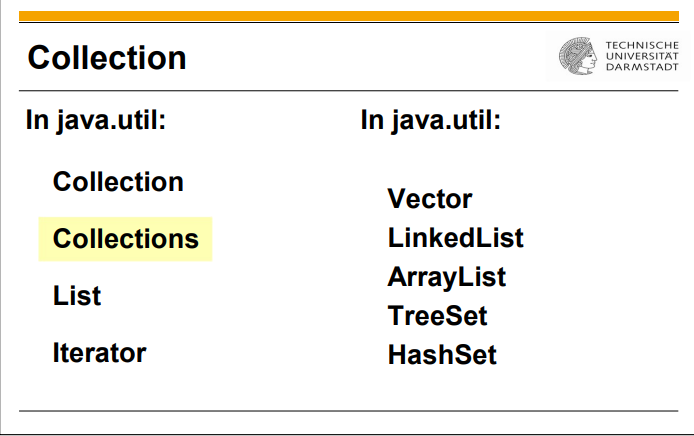 Collection
TECHNISCHE
UNIVERSITÄT
DARMSTADT
In java.util:
Collection
Collections
List
Iterator
In java.util:
Vector
LinkedList
ArrayList
TreeSet
HashSet